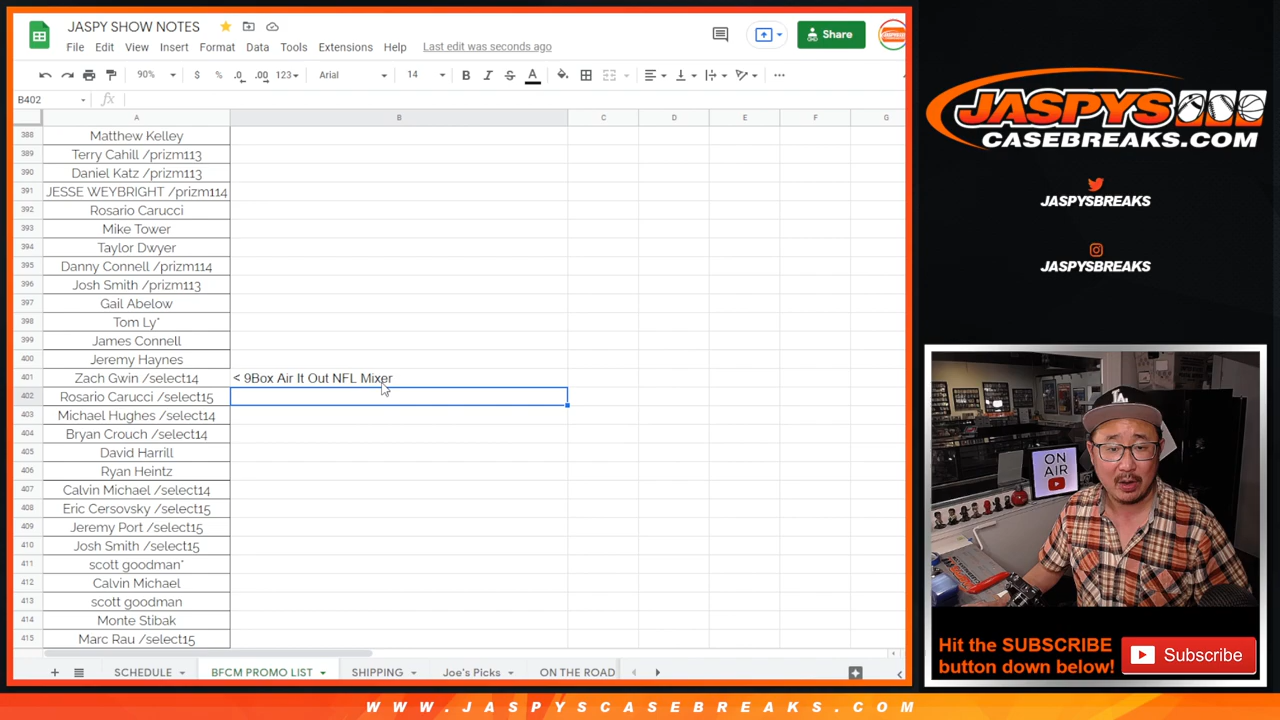 JASPY SHOW NOTES
File Edit View Insert Format Data Tools Extensions Help Last edit was seconds ago
Share
90% $ % .0 .00 123 Arial 14 B I S A
B402 fx
A B C D E F G
388 Matthew Kelley
389 Terry Cahill /prizm113
390 Daniel Katz /prizm113
391 JESSE WEYBRIGHT /prizm114
392 Rosario Carucci
393 Mike Tower
394 Taylor Dwyer
395 Danny Connell /prizm114
396 Josh Smith /prizm113
397 Gail Abelow
398 Tom Ly*
399 James Connell
400 Jeremy Haynes
401 Zach Gwin /select14 < 9Box Air It Out NFL Mixer
402 Rosario Carucci /select15
403 Michael Hughes /select14
404 Bryan Crouch /select14
405 David Harrill
406 Ryan Heintz
407 Calvin Michael /select14
408 Eric Cersovsky /select15
409 Jeremy Port /select15
410 Josh Smith /select15
411 scott goodman*
412 Calvin Michael
413 scott goodman
414 Monte Stibak
415 Marc Rau /select15
SCHEDULE BFCM PROMO LIST SHIPPING Joe's Picks ON THE ROAD
JASPYS
CASEBREAKS.COM
JASPYSBREAKS
JASPYSBREAKS
LA
ON
AIR
Hit the SUBSCRIBE
button down below!
Subscribe
WWW.JASPYSCASEBREAKS.COM